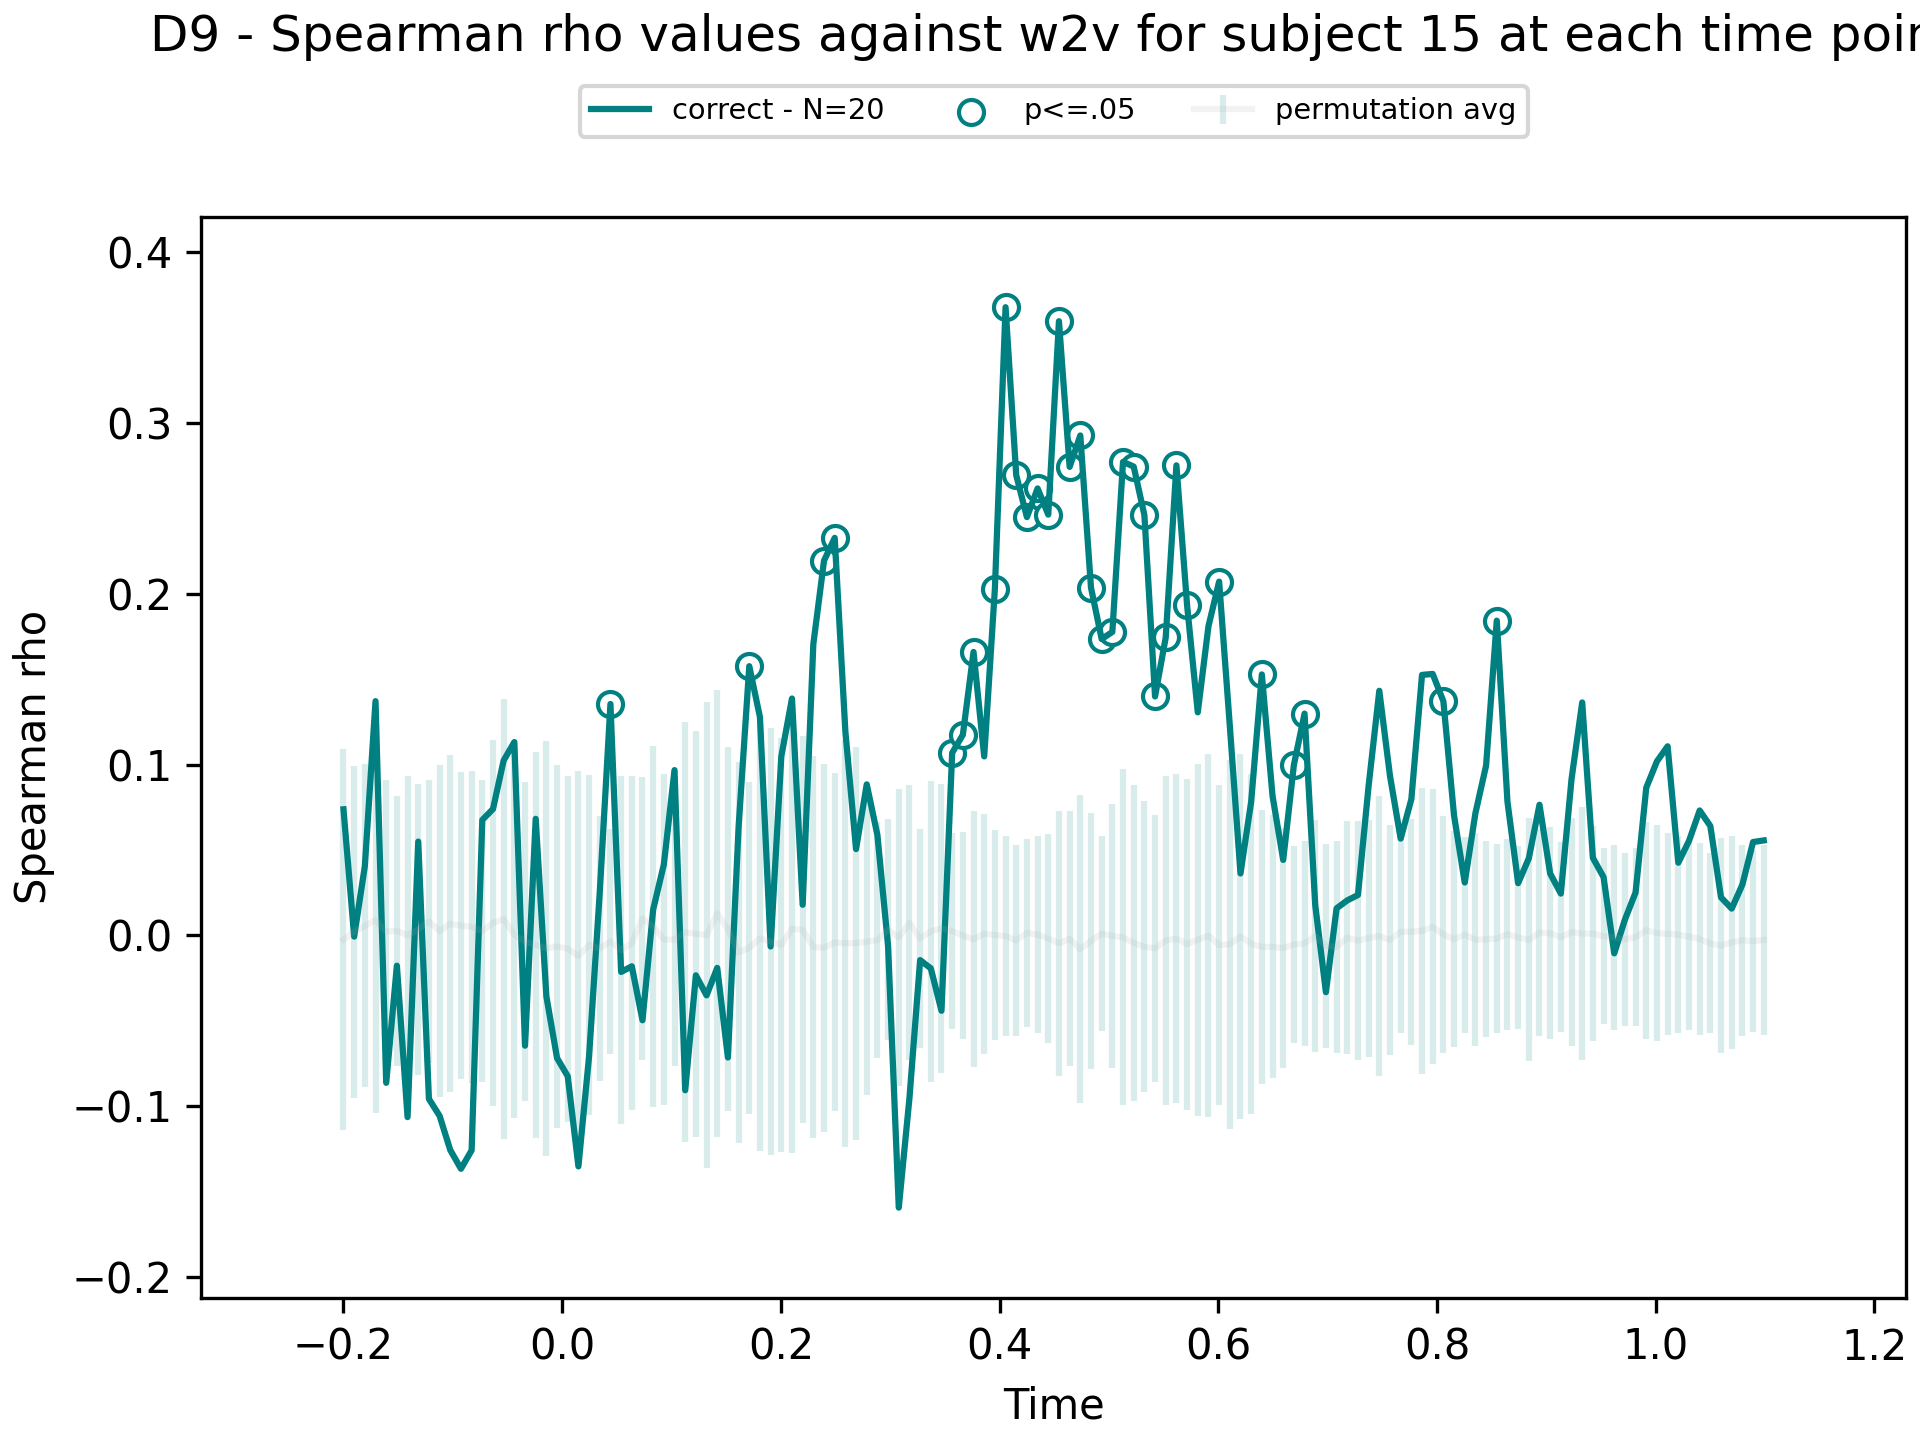 D9 - Spearman rho values against w2v for subject 15 at each time
correct - N=20
p<=.05
permutation avg
0.4
0.3
0.2
0.1
0.0
−0.1
−0.2
Spearman rho
−0.2
0.0
0.2
0.4
0.6
0.8
1.0
1.2
Time